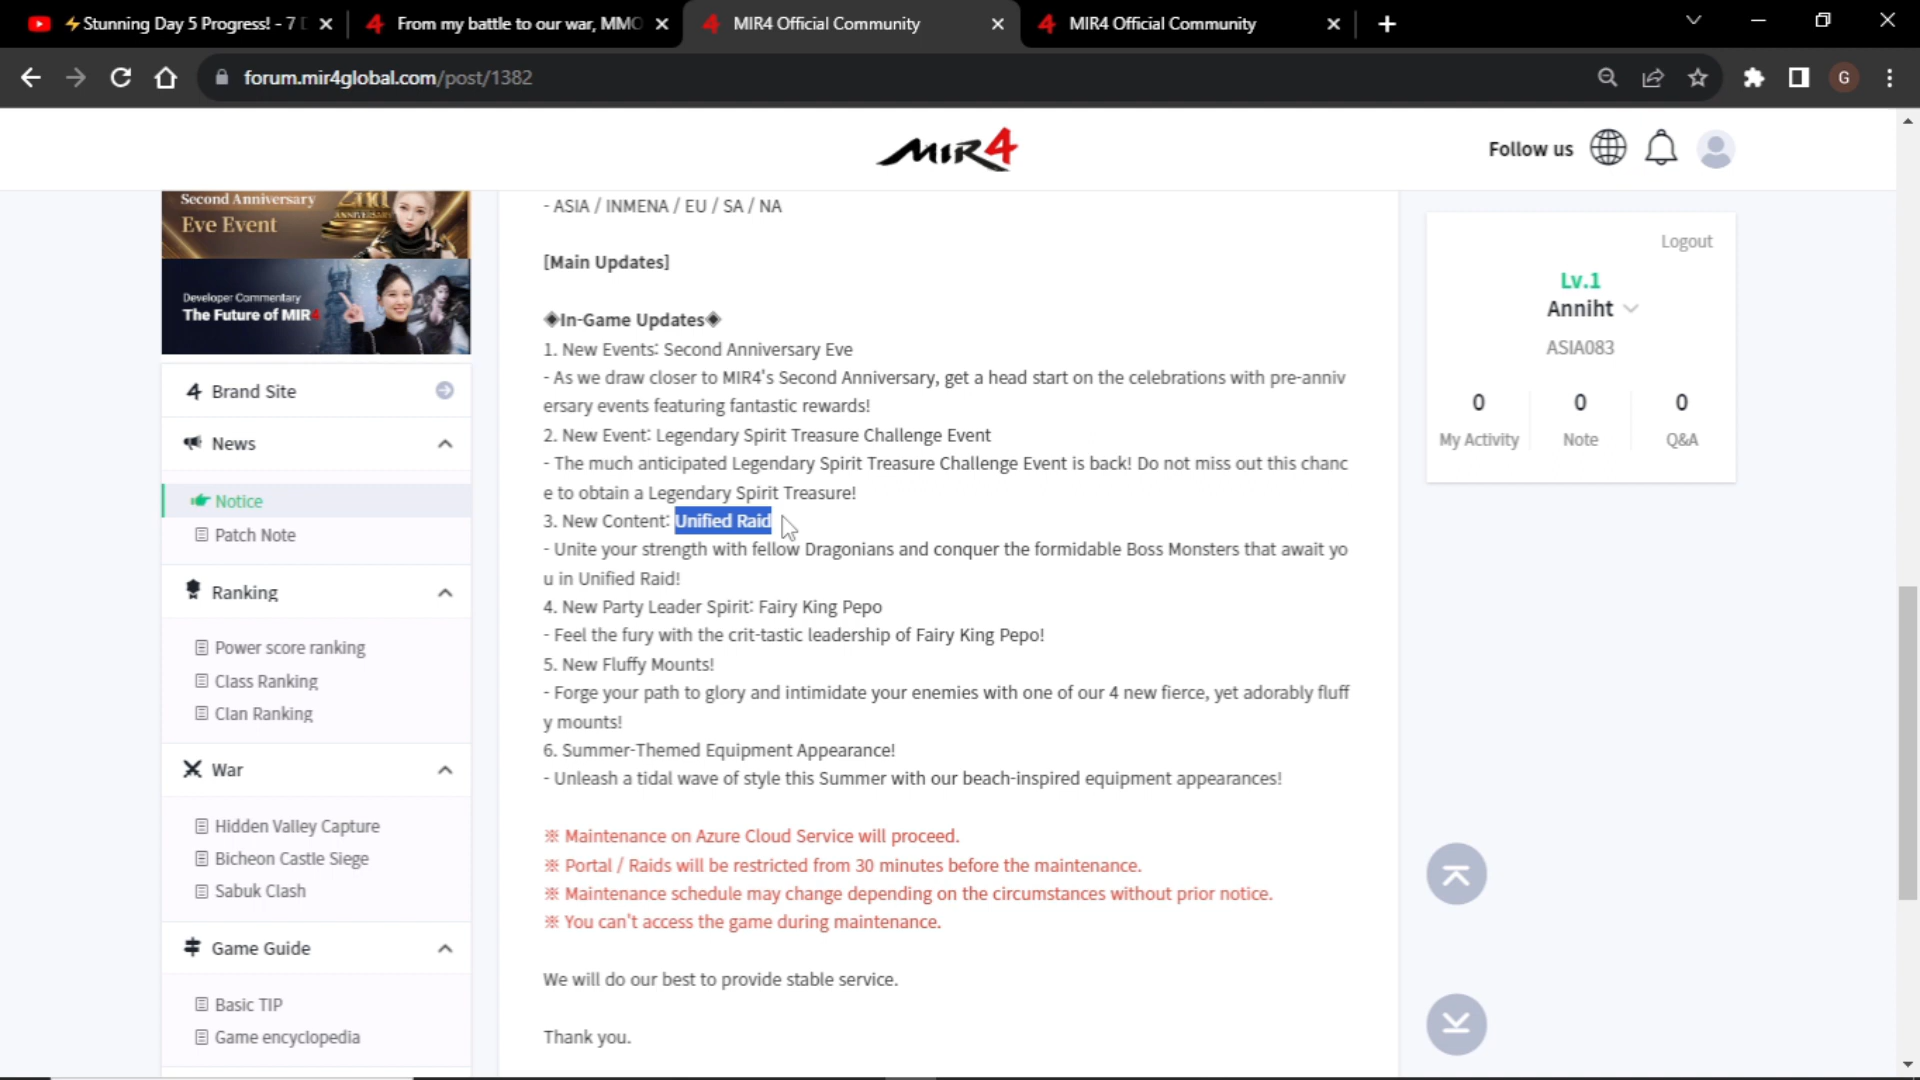 ⚡Stunning Day 5 Progress! - 7 D
From my battle to our war, MMO
MIR4 Official Community
MIR4 Official Community
forum.mir4global.com/post/1382
G
MIR4
Follow us
Second Anniversary
Eve Event
2nd
ANNIVERSARY
Developer Commentary
The Future of MIR4
4 Brand Site
News
Notice
Patch Note
Ranking
Power score ranking
Class Ranking
Clan Ranking
War
Hidden Valley Capture
Bicheon Castle Siege
Sabuk Clash
Game Guide
Basic TIP
Game encyclopedia
- ASIA / INMENA / EU / SA / NA
[Main Updates]
◈In-Game Updates◈
1. New Events: Second Anniversary Eve
- As we draw closer to MIR4's Second Anniversary, get a head start on the celebrations with pre-anniv
ersary events featuring fantastic rewards!
2. New Event: Legendary Spirit Treasure Challenge Event
- The much anticipated Legendary Spirit Treasure Challenge Event is back! Do not miss out this chanc
e to obtain a Legendary Spirit Treasure!
3. New Content: Unified Raid
- Unite your strength with fellow Dragonians and conquer the formidable Boss Monsters that await yo
u in Unified Raid!
4. New Party Leader Spirit: Fairy King Pepo
- Feel the fury with the crit-tastic leadership of Fairy King Pepo!
5. New Fluffy Mounts!
- Forge your path to glory and intimidate your enemies with one of our 4 new fierce, yet adorably fluff
y mounts!
6. Summer-Themed Equipment Appearance!
- Unleash a tidal wave of style this Summer with our beach-inspired equipment appearances!
※ Maintenance on Azure Cloud Service will proceed.
※ Portal / Raids will be restricted from 30 minutes before the maintenance.
※ Maintenance schedule may change depending on the circumstances without prior notice.
※ You can't access the game during maintenance.
We will do our best to provide stable service.
Thank you.
Logout
Lv.1
Anniht
ASIA083
0 0 0
My Activity Note Q&A